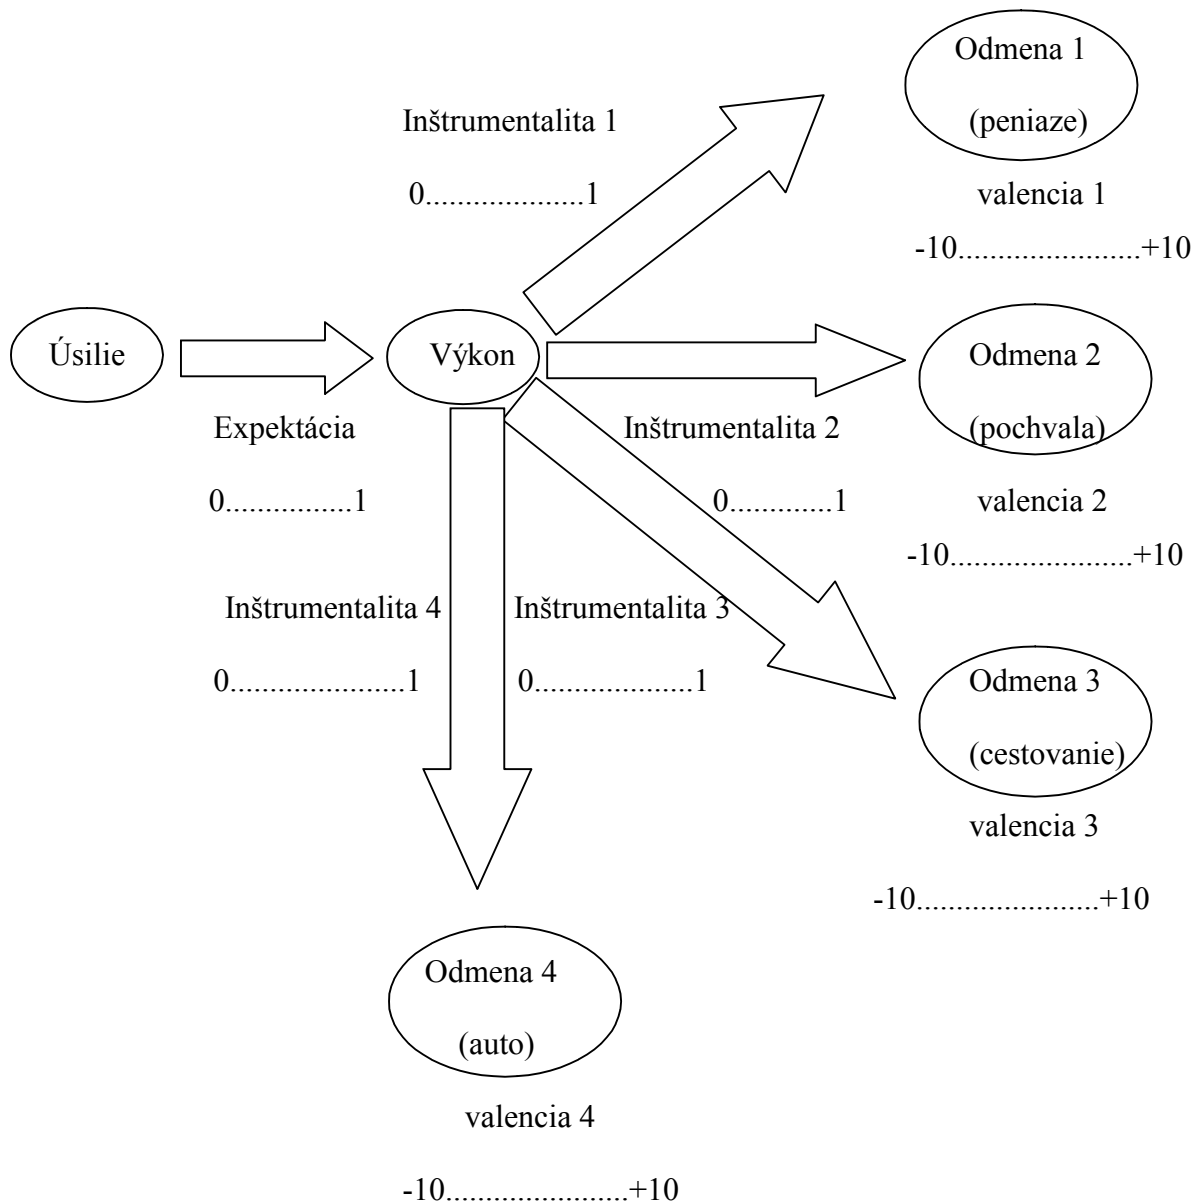 Odmena 1
(peniaze)
Inštrumentalita 1
0....................1
valencia 1
-10.......................+10
Úsilie
Výkon
Odmena 2
(pochvala)
Expektácia
Inštrumentalita 2
0................1
0.............1
valencia 2
-10.......................+10
Inštrumentalita 4
Inštrumentalita 3
0......................1
0....................1
Odmena 3
(cestovanie)
valencia 3
-10.......................+10
Odmena 4
(auto)
valencia 4
-10.......................+10